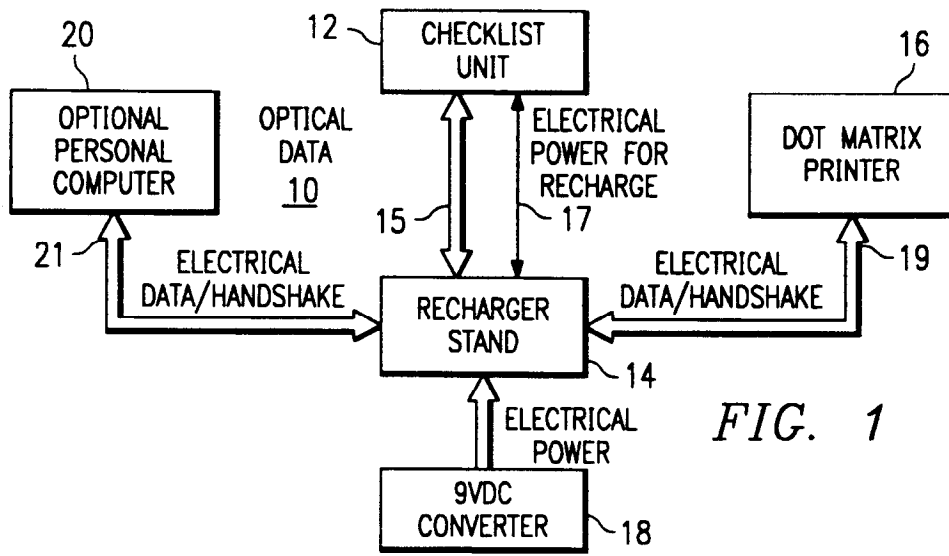 20
OPTIONAL
PERSONAL
COMPUTER
21
OPTICAL
DATA
10
12
CHECKLIST
UNIT
15
ELECTRICAL
POWER FOR
RECHARGE
17
16
DOT MATRIX
PRINTER
19
ELECTRICAL
DATA/HANDSHAKE
RECHARGER
STAND
14
ELECTRICAL
DATA/HANDSHAKE
ELECTRICAL
POWER
9VDC
CONVERTER
18
FIG. 1